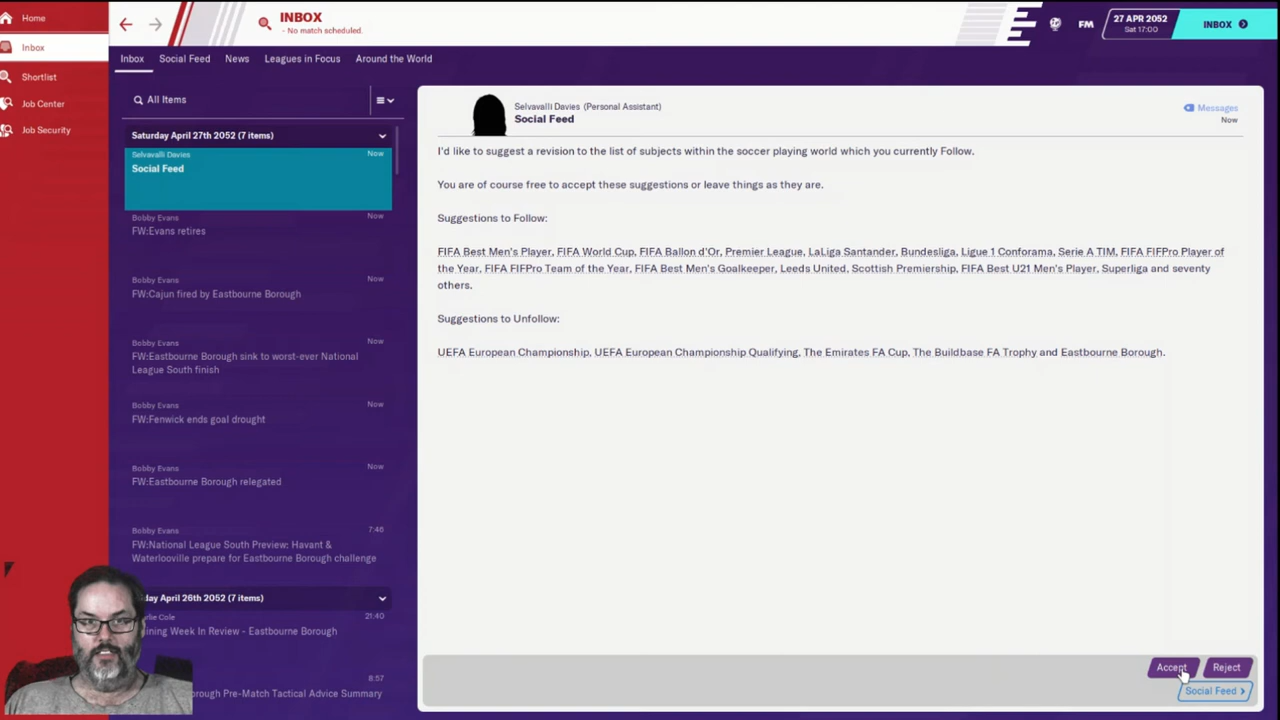 Home
Inbox
Shortlist
Job Center
Job Security
INBOX
- No match scheduled.
FM
27 APR 2052
Sat 17:00
INBOX
Inbox
Social Feed
News
Leagues in Focus
Around the World
All Items
Saturday April 27th 2052 (7 items)
Selvavalli Davies
Now
Social Feed
Bobby Evans
Now
FW:Evans retires
Bobby Evans
Now
FW:Cajun fired by Eastbourne Borough
Bobby Evans
Now
FW:Eastbourne Borough sink to worst-ever National
League South finish
Bobby Evans
Now
FW:Fenwick ends goal drought
Bobby Evans
Now
FW:Eastbourne Borough relegated
Bobby Evans
7:46
FW:National League South Preview: Havant &
Waterlooville prepare for Eastbourne Borough challenge
day April 26th 2052 (7 items)
rlie Cole
21:40
ining Week In Review - Eastbourne Borough
8:57
orough Pre-Match Tactical Advice Summary
Selvavalli Davies (Personal Assistant)
Social Feed
Messages
Now
I'd like to suggest a revision to the list of subjects within the soccer playing world which you currently Follow.
You are of course free to accept these suggestions or leave things as they are.
Suggestions to Follow:
FIFA Best Men's Player, FIFA World Cup, FIFA Ballon d'Or, Premier League, LaLiga Santander, Bundesliga, Ligue 1 Conforama, Serie A TIM, FIFA FIFPro Player of
the Year, FIFA FIFPro Team of the Year, FIFA Best Men's Goalkeeper, Leeds United, Scottish Premiership, FIFA Best U21 Men's Player, Superliga and seventy
others.
Suggestions to Unfollow:
UEFA European Championship, UEFA European Championship Qualifying, The Emirates FA Cup, The Buildbase FA Trophy and Eastbourne Borough.
Accept
Reject
Social Feed